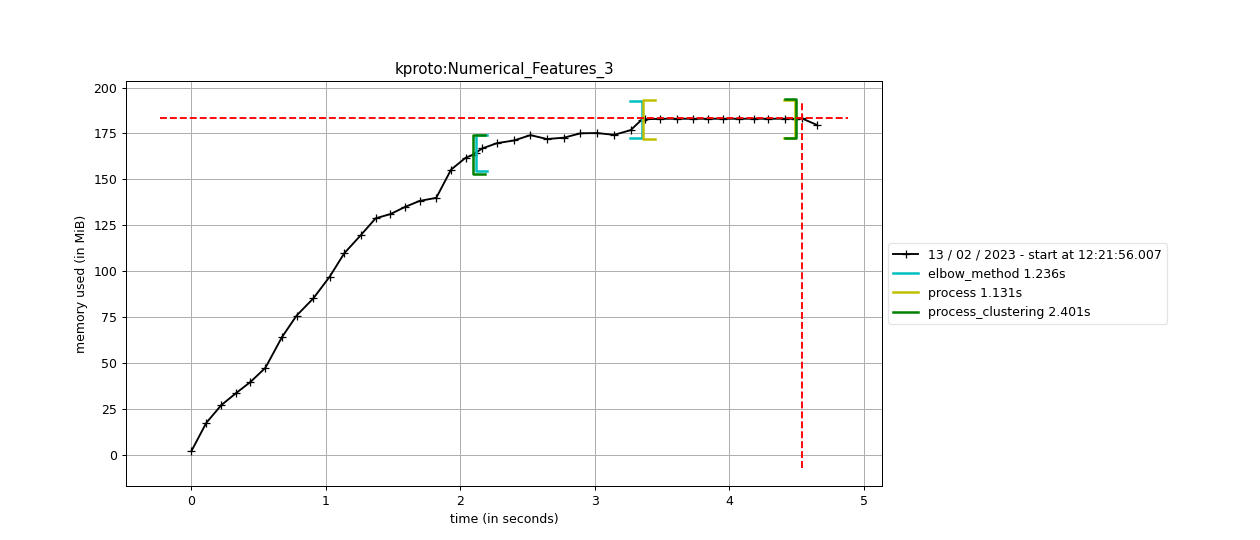 kproto:Numerical_Features_3
200
175
150
125
100
75
50
25
0
memory used (in MiB)
0 1 2 3 4 5
time (in seconds)
13 / 02 / 2023 - start at 12:21:56.007
elbow_method 1.236s
process 1.131s
process_clustering 2.401s